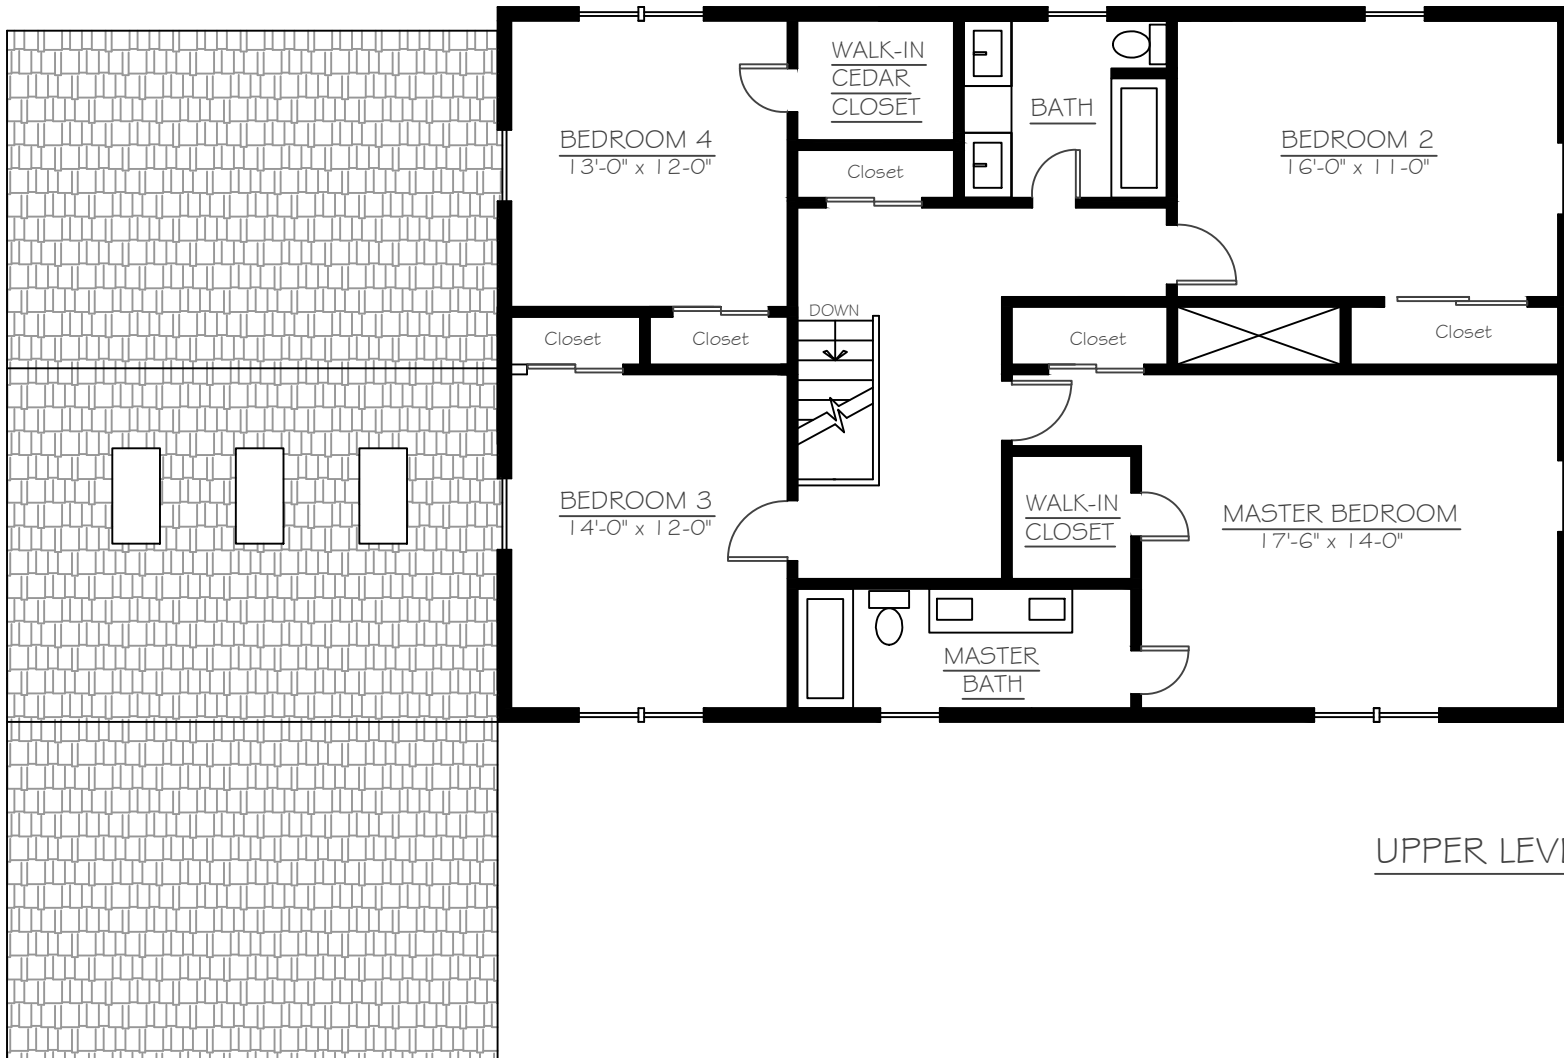 WALK-IN
CEDAR
CLOSET
BATH
BEDROOM 4
13'-0" x 12-0"
BEDROOM 2
16'-0" x 11-0"
Closet
DOWN
Closet
Closet
Closet
Closet
BEDROOM 3
14'-0" x 12-0"
WALK-IN
CLOSET
MASTER BEDROOM
17'-6" x 14-0"
MASTER
BATH
UPPER LEV